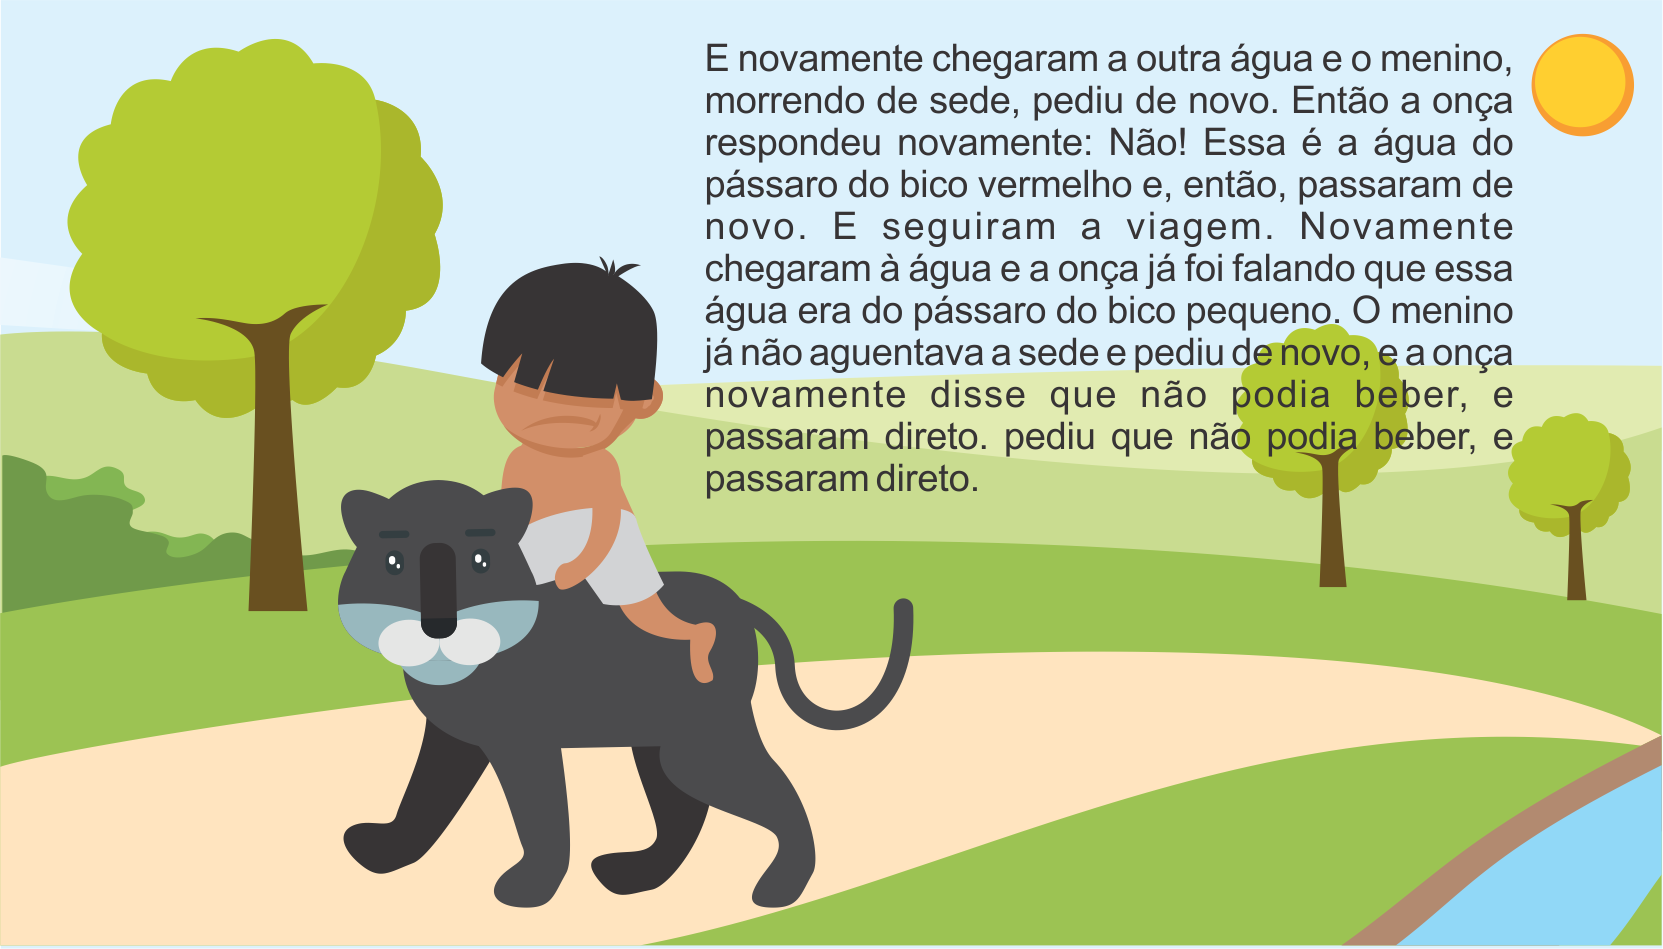 E novamente chegaram a outra água e o menino,
morrendo de sede, pediu de novo. Então a onça
respondeu novamente: Não! Essa é a água do
pássaro do bico vermelho e, então, passaram de
novo. E seguiram a viagem. Novamente
chegaram à água e a onça já foi falando que essa
água era do pássaro do bico pequeno. O menino
já não aguentava a sede e pediu de novo, e a onça
novamente disse que não podia beber, e
passaram direto. pediu que não podia beber, e
passaram direto.